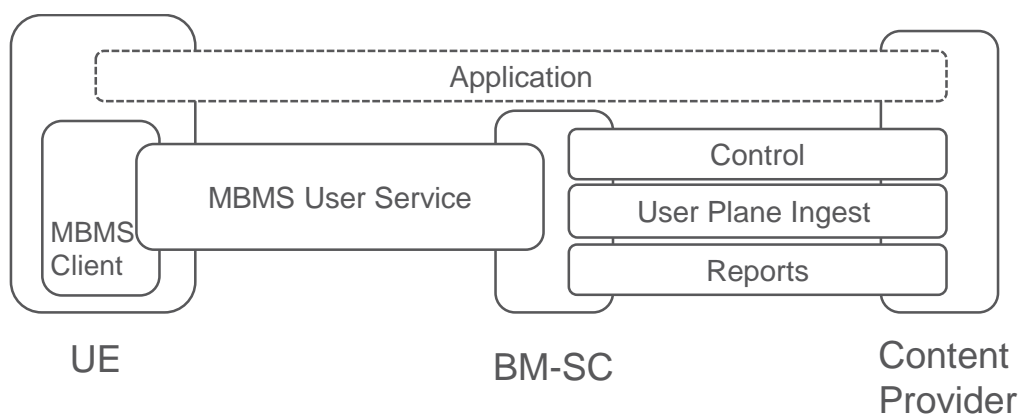 Application
Control
MBMS User Service
User Plane Ingest
MBMS
Client
Reports
UE
BM-SC
Content
Provider